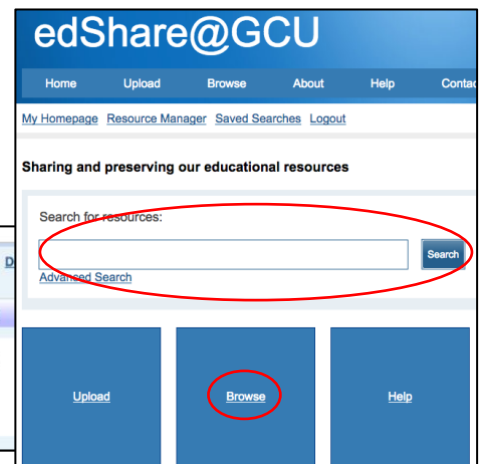 edShare@GCU
Home Upload Browse About Help Contac
My Homepage Resource Manager Saved Searches Logout
Sharing and preserving our educational resources
Search for resources:
Search
D
Advanced Search
Upload Browse Help